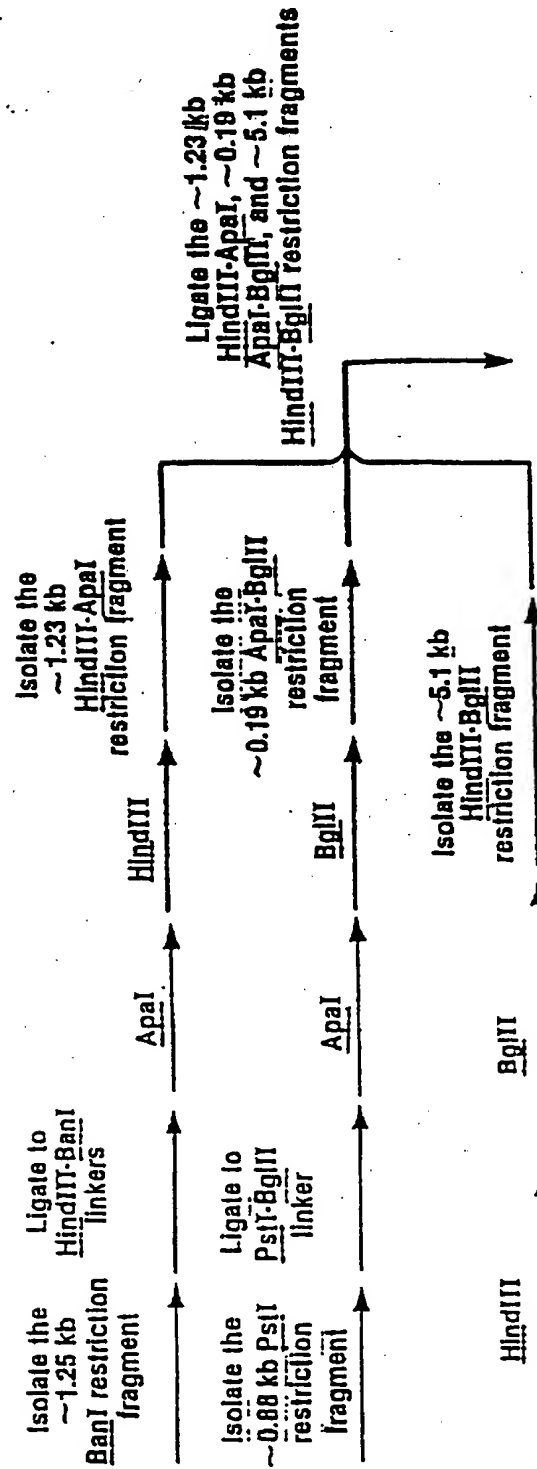 Isolate the
~1.25 kb
BanI restriction
fragment
Ligate to
HindIII-BanI
linkers
ApaI
HindIII
Isolate the
~1.23 kb
HindIII-ApaI
restriction fragment
Isolate the
~0.88 kb PstI
restriction
fragment
Ligate to
PstI-BglII
linker
ApaI
BglII
Isolate the
~0.19 kb ApaI-BglII
restriction
fragment
HindIII
BglII
Isolate the ~5.1 kb
HindIII-BglII
restriction fragment
Ligate the ~1.23 kb
HindIII-ApaI, ~0.19 kb
ApaI-BglII, and ~5.1 kb
HindIII-BglII restriction fragments